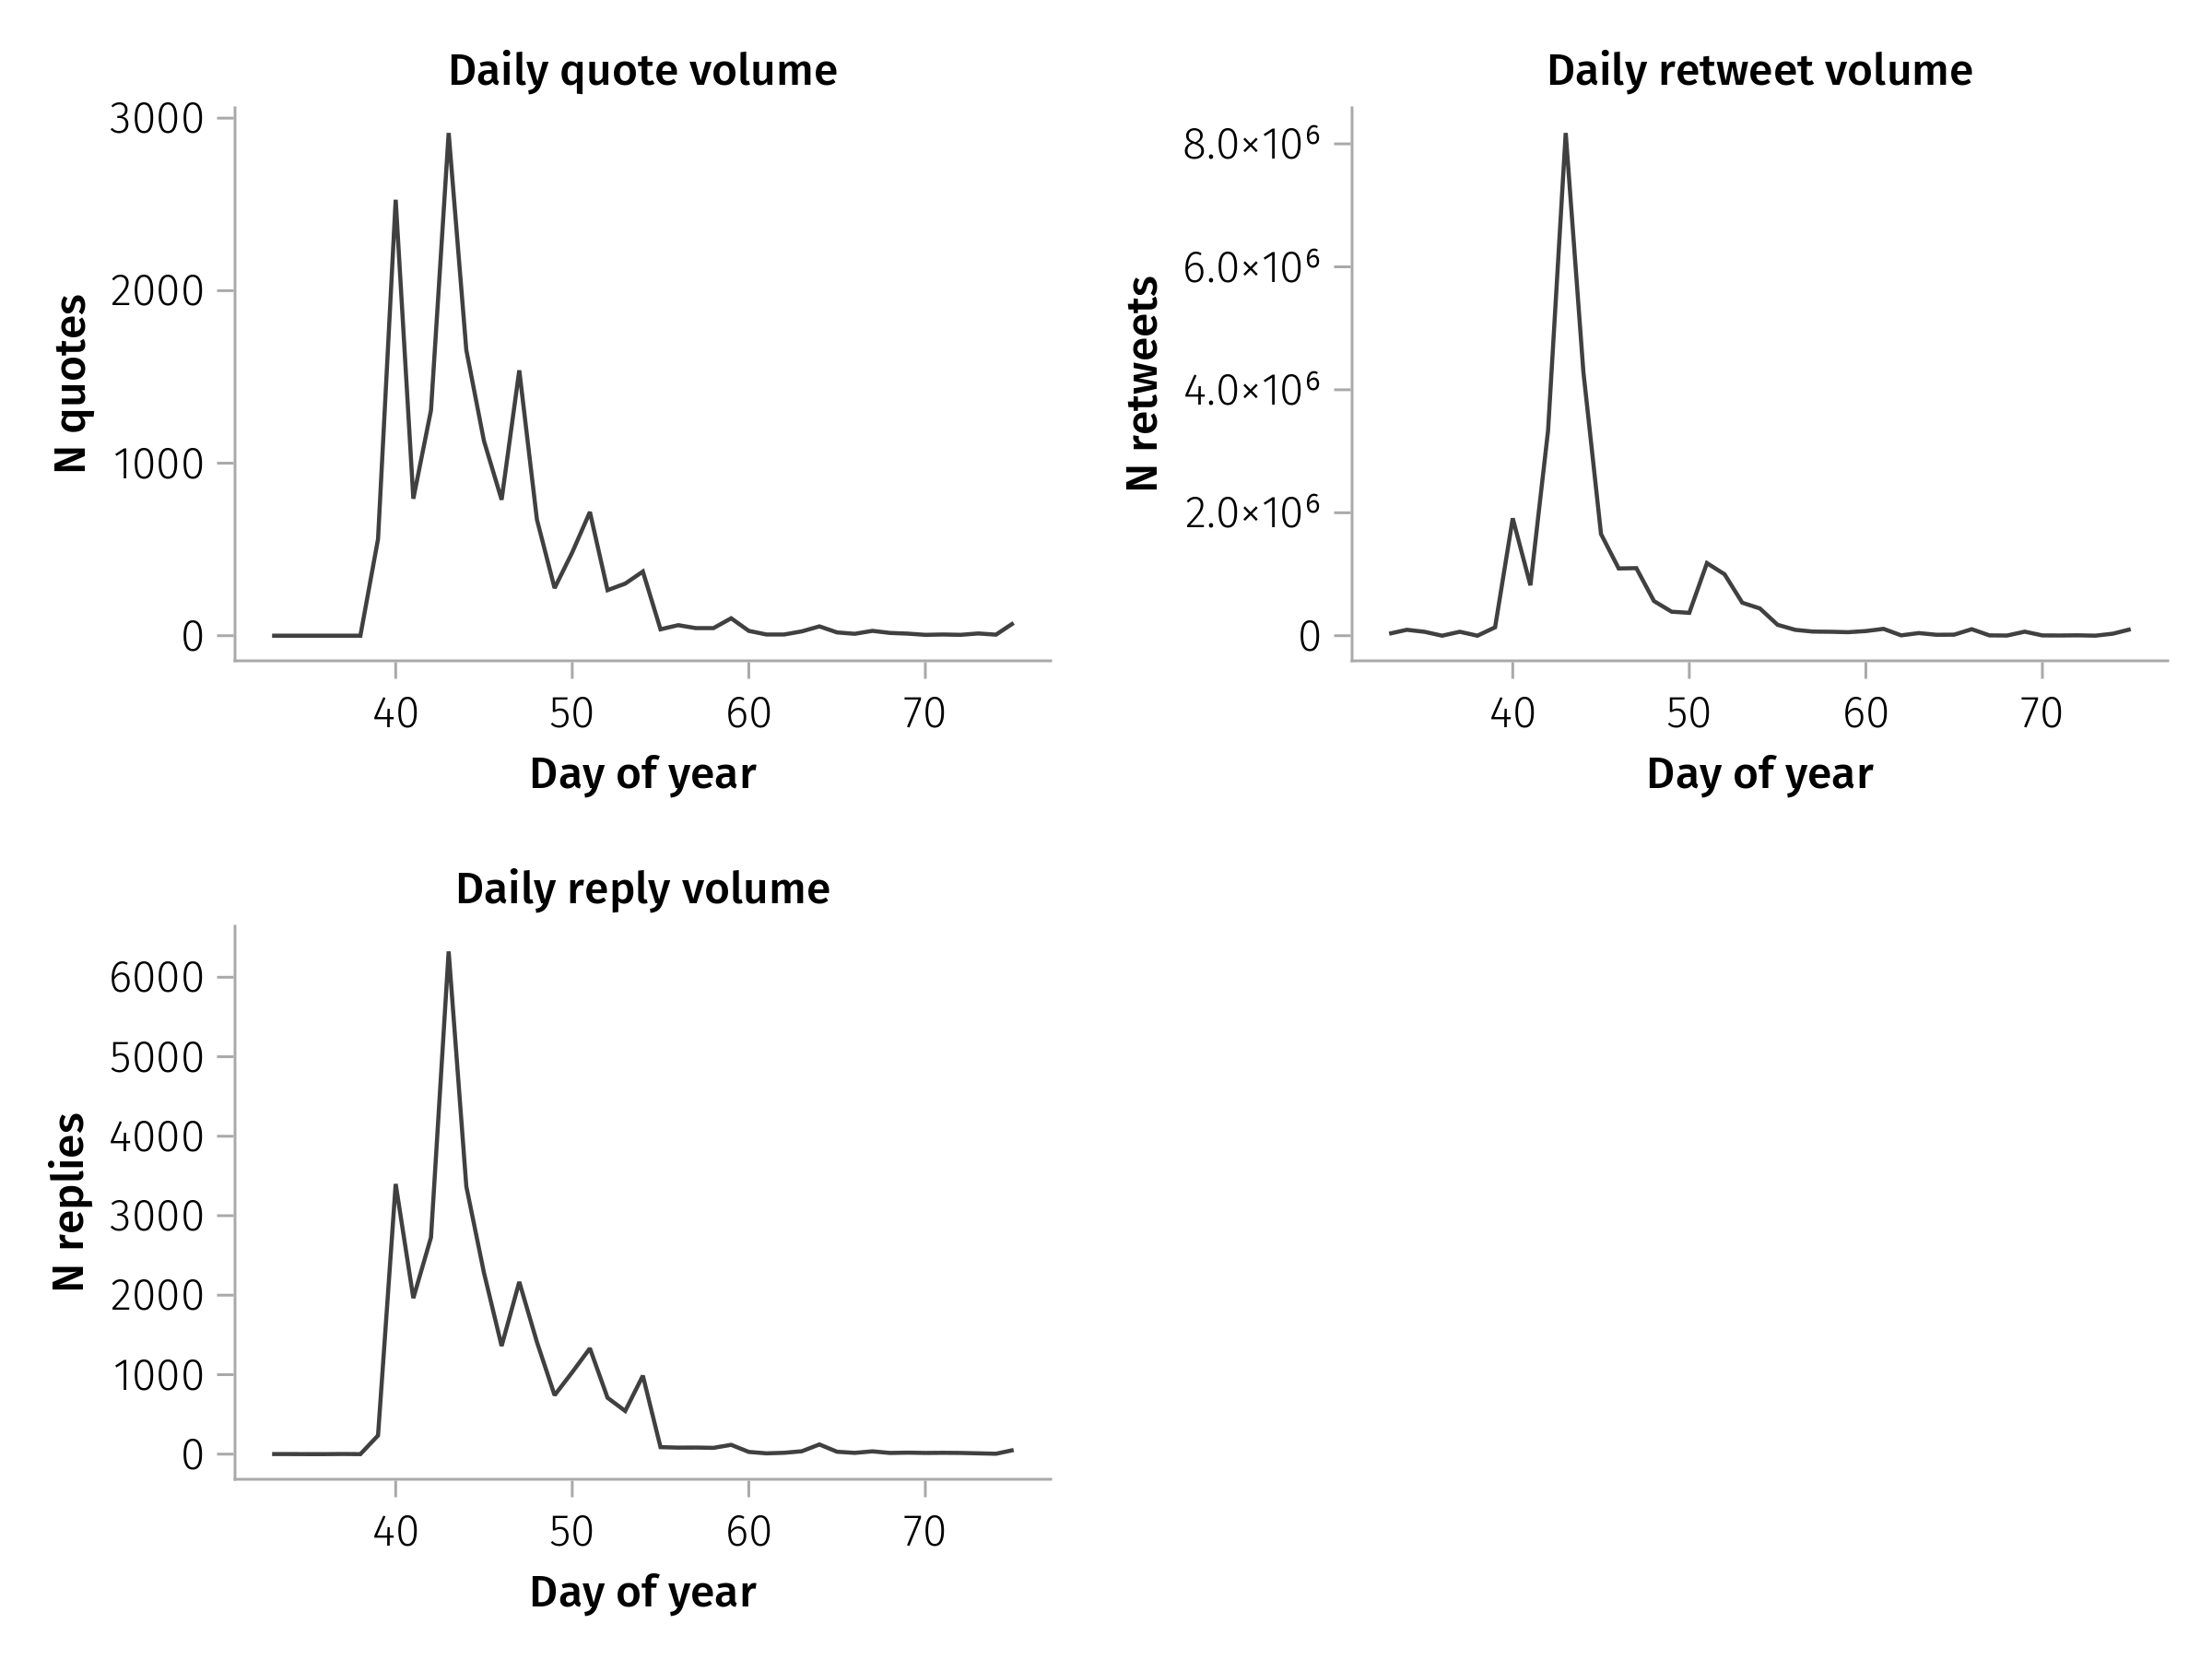 Daily quote volume
N quotes
3000
2000
1000
0
40 50 60 70
Day of year
Daily retweet volume
N retweets
8.0×10⁶
6.0×10⁶
4.0×10⁶
2.0×10⁶
0
40 50 60 70
Day of year
Daily reply volume
N replies
6000
5000
4000
3000
2000
1000
0
40 50 60 70
Day of year